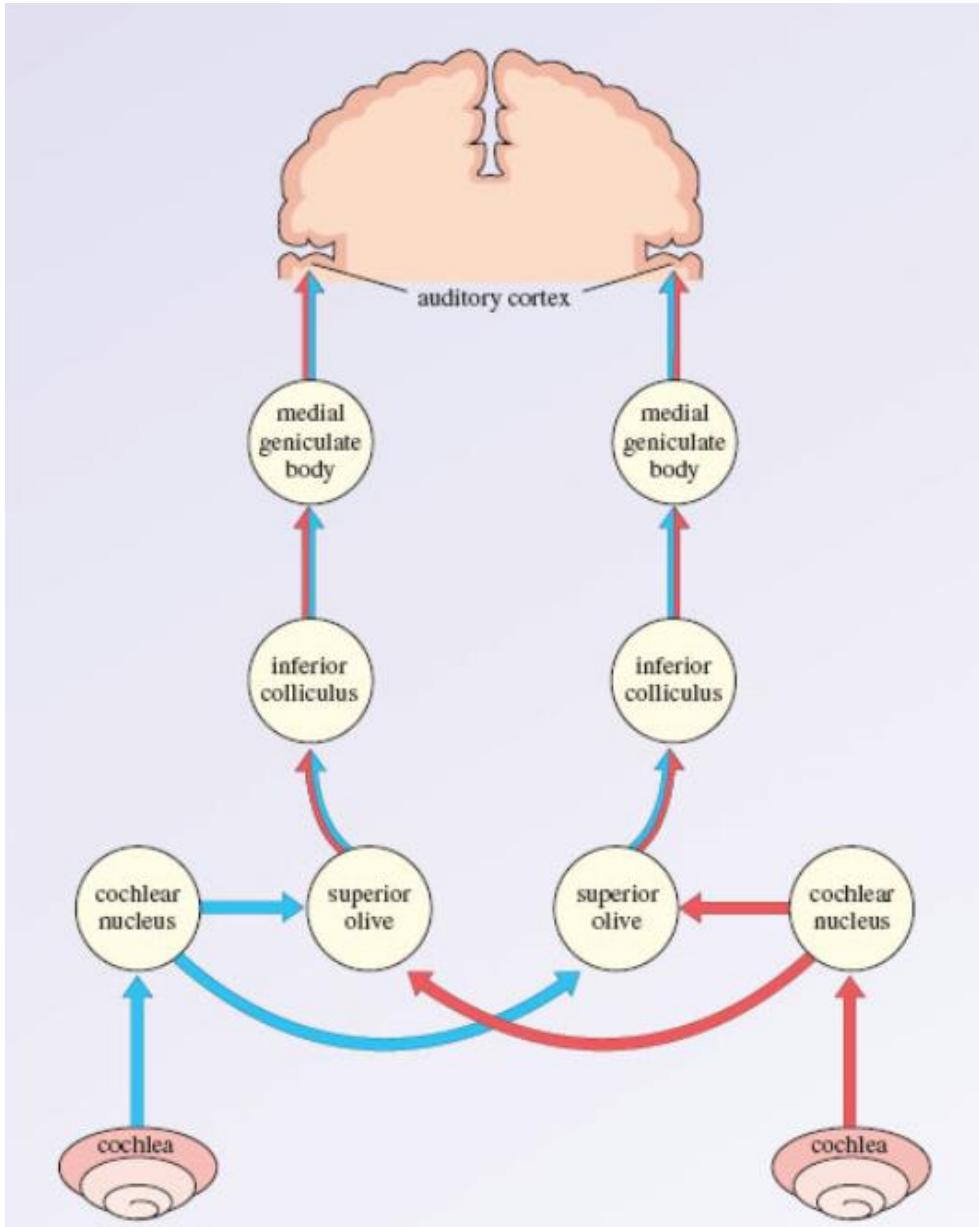 auditory cortex
medial
geniculate
body
medial
geniculate
body
inferior
colliculus
inferior
colliculus
cochlear
nucleus
superior
olive
superior
olive
cochlear
nucleus
cochlea
cochlea